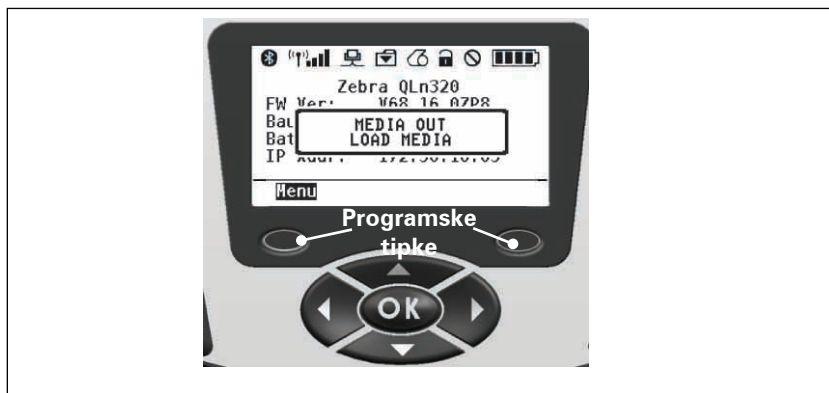 Zebra QLn320
FW Ver:
MEDIA OUT
LOAD MEDIA
IP
Menu
Programske
tipke
OK